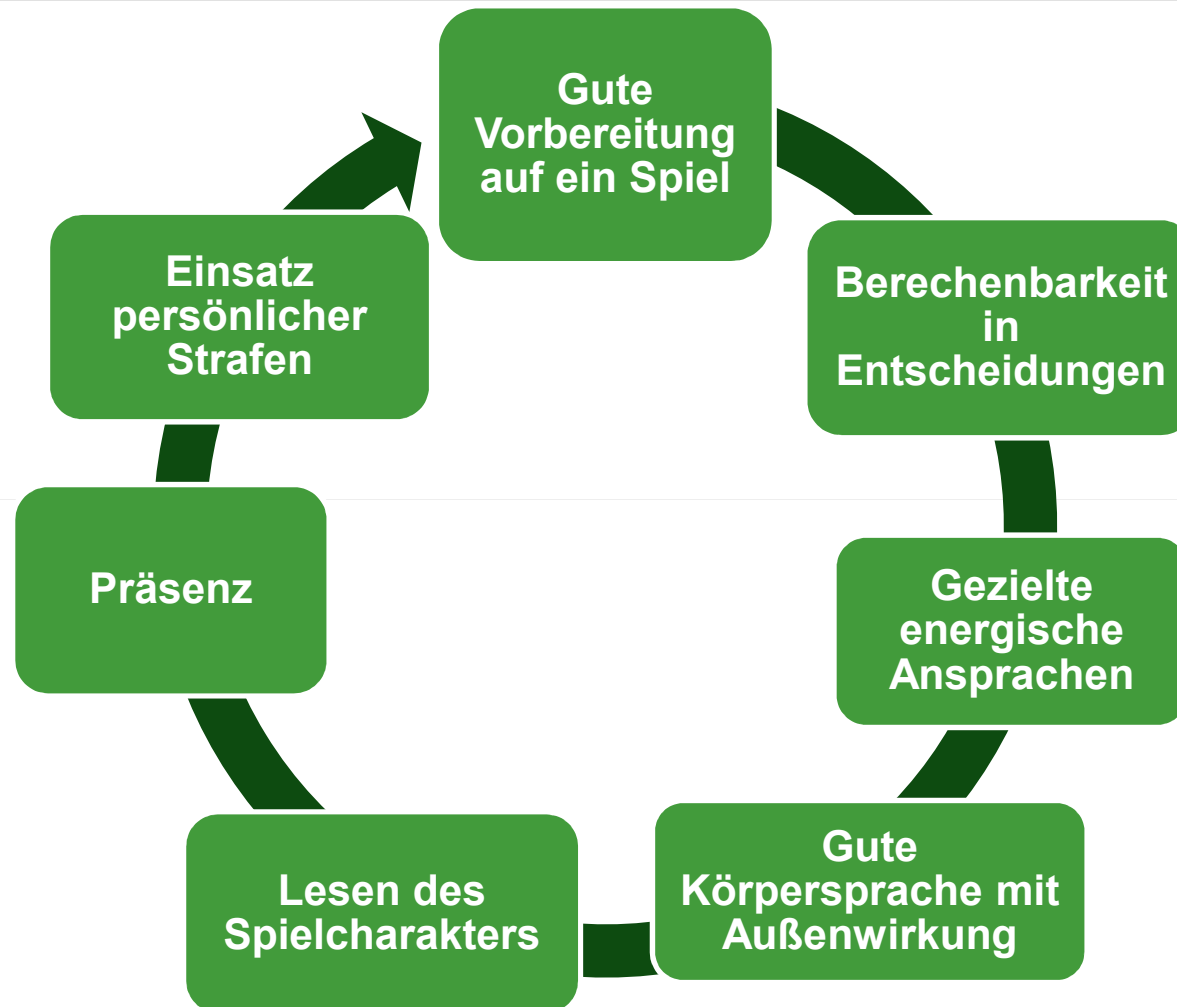 Gute
Vorbereitung
auf ein Spiel
Berechenbarkeit
in
Entscheidungen
Gezielte
energische
Ansprachen
Gute
Körpersprache mit
Außenwirkung
Lesen des
Spielcharakters
Präsenz
Einsatz
persönlicher
Strafen